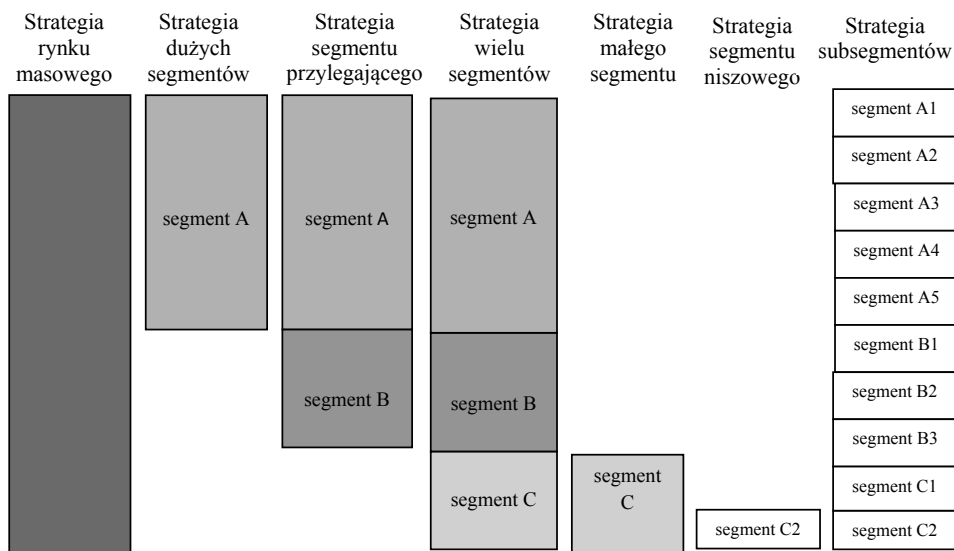 Strategia
rynku
masowego
Strategia
dużych
segmentów
Strategia
segmentu
przylegającego
Strategia
wielu
segmentów
Strategia
małego
segmentu
Strategia
segmentu
niszowego
Strategia
subsegmentów
segment A
segment A
segment B
segment A
segment B
segment C
segment
C
segment C2
segment A1
segment A2
segment A3
segment A4
segment A5
segment B1
segment B2
segment B3
segment C1
segment C2